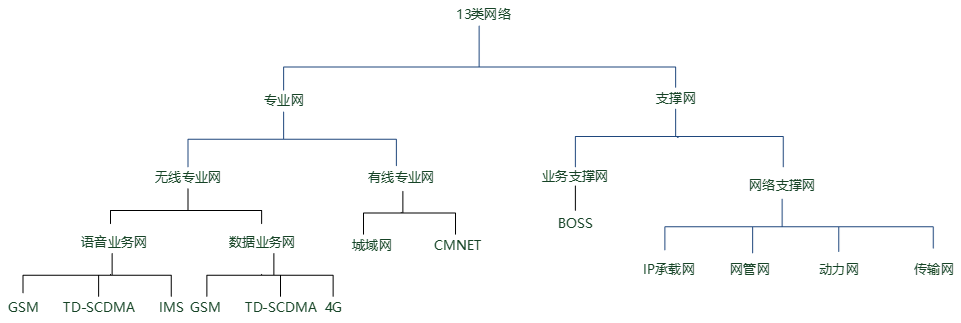 13类网络
专业网
支撑网
无线专业网
有线专业网
业务支撑网
网络支撑网
语音业务网
数据业务网
城域网
CMNET
BOSS
IP承载网
网管网
动力网
传输网
GSM
TD-SCDMA
IMS
GSM
TD-SCDMA
4G